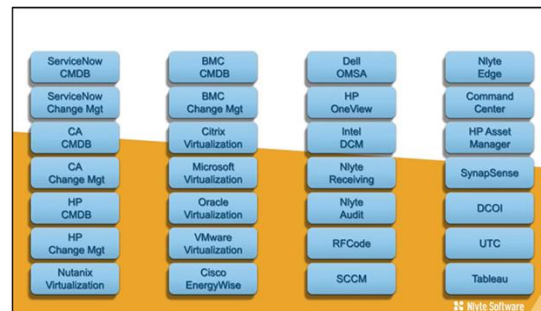 ServiceNow
CMDB
ServiceNow
Change Mgt
CA
CMDB
CA
Change Mgt
HP
CMDB
HP
Change Mgt
Nutanix
Virtualization
BMC
CMDB
BMC
Change Mgt
Citrix
Virtualization
Microsoft
Virtualization
Oracle
Virtualization
VMware
Virtualization
Cisco
EnergyWise
Dell
OMSA
HP
OneView
Intel
DCM
Nlyte
Receiving
Nlyte
Audit
RFCode
SCCM
Nlyte
Edge
Command
Center
HP Asset
Manager
SynapSense
DCOI
UTC
Tableau
Nlyte Software